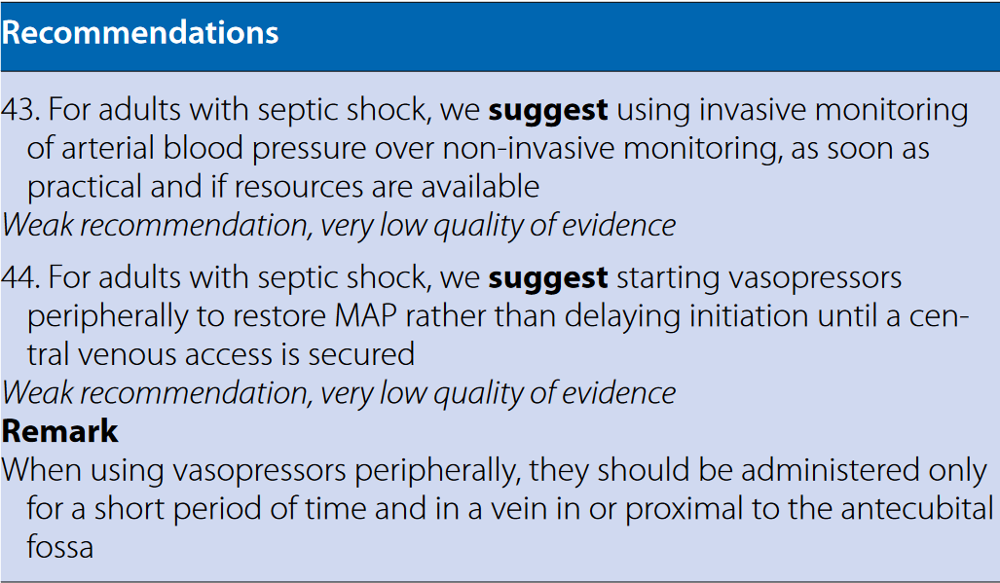 Recommendations
43. For adults with septic shock, we suggest using invasive monitoring
of arterial blood pressure over non-invasive monitoring, as soon as
practical and if resources are available
Weak recommendation, very low quality of evidence
44. For adults with septic shock, we suggest starting vasopressors
peripherally to restore MAP rather than delaying initiation until a cen-
tral venous access is secured
Weak recommendation, very low quality of evidence
Remark
When using vasopressors peripherally, they should be administered only
for a short period of time and in a vein in or proximal to the antecubital
fossa